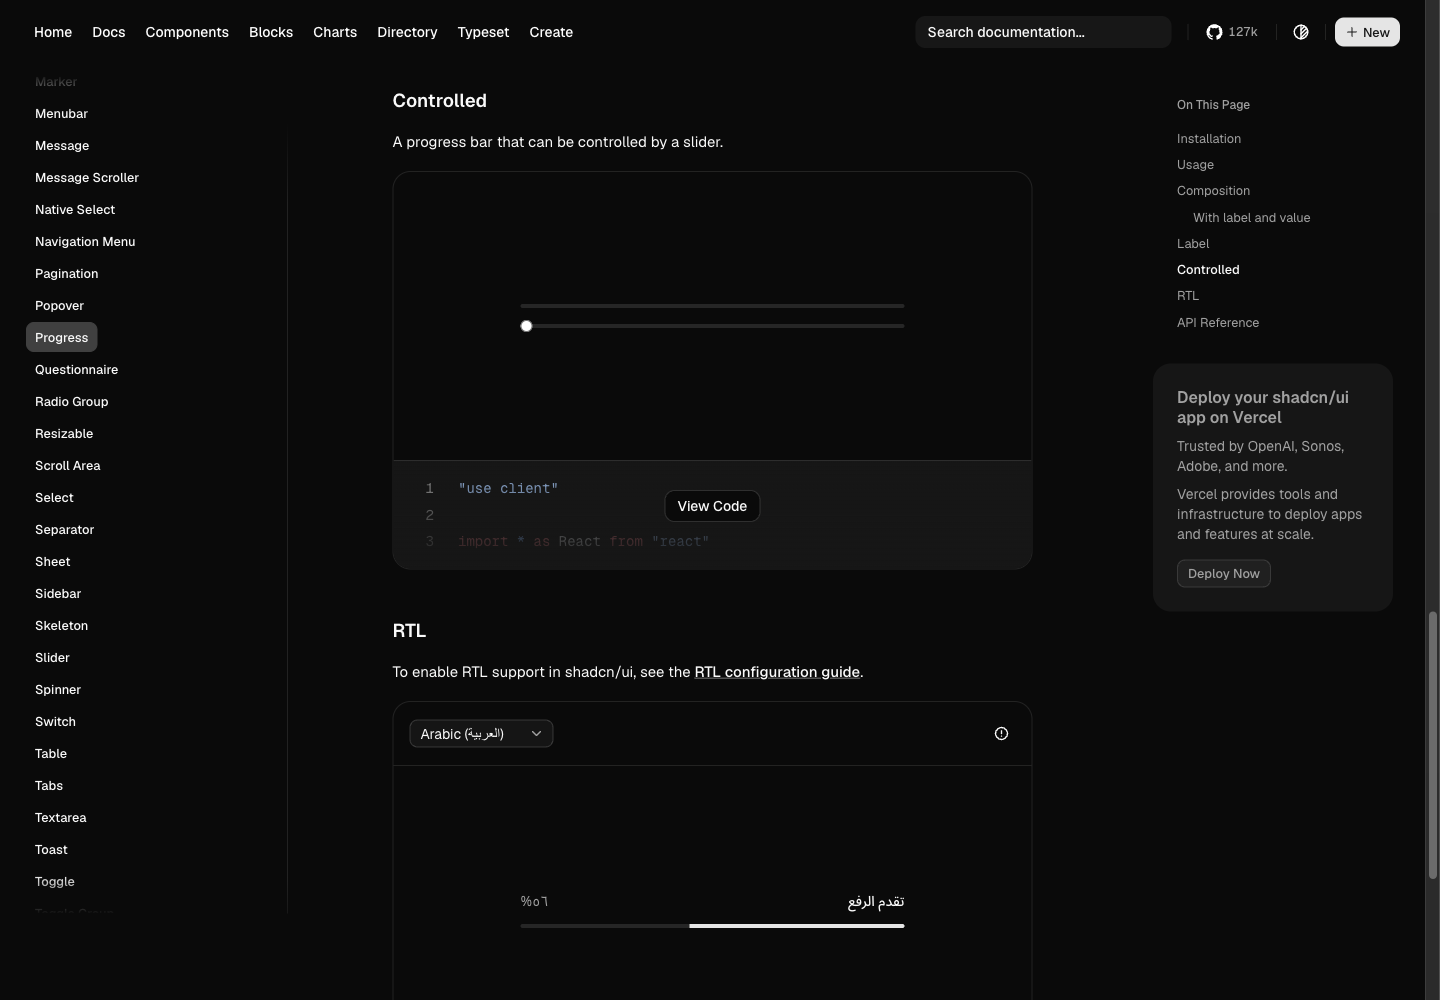 Home Docs Components Blocks Charts Directory Typeset Create
Search documentation...
127k
New
Marker
Menubar
Message
Message Scroller
Native Select
Navigation Menu
Pagination
Popover
Progress
Questionnaire
Radio Group
Resizable
Scroll Area
Select
Separator
Sheet
Sidebar
Skeleton
Slider
Spinner
Switch
Table
Tabs
Textarea
Toast
Toggle
Controlled
A progress bar that can be controlled by a slider.
1 "use client"
2
3 import * as React from "react"
View Code
RTL
To enable RTL support in shadcn/ui, see the RTL configuration guide.
Arabic (العربية)
تقدم الرفع
%٥٦
On This Page
Installation
Usage
Composition
With label and value
Label
Controlled
RTL
API Reference
Deploy your shadcn/ui
app on Vercel
Trusted by OpenAI, Sonos,
Adobe, and more.
Vercel provides tools and
infrastructure to deploy apps
and features at scale.
Deploy Now